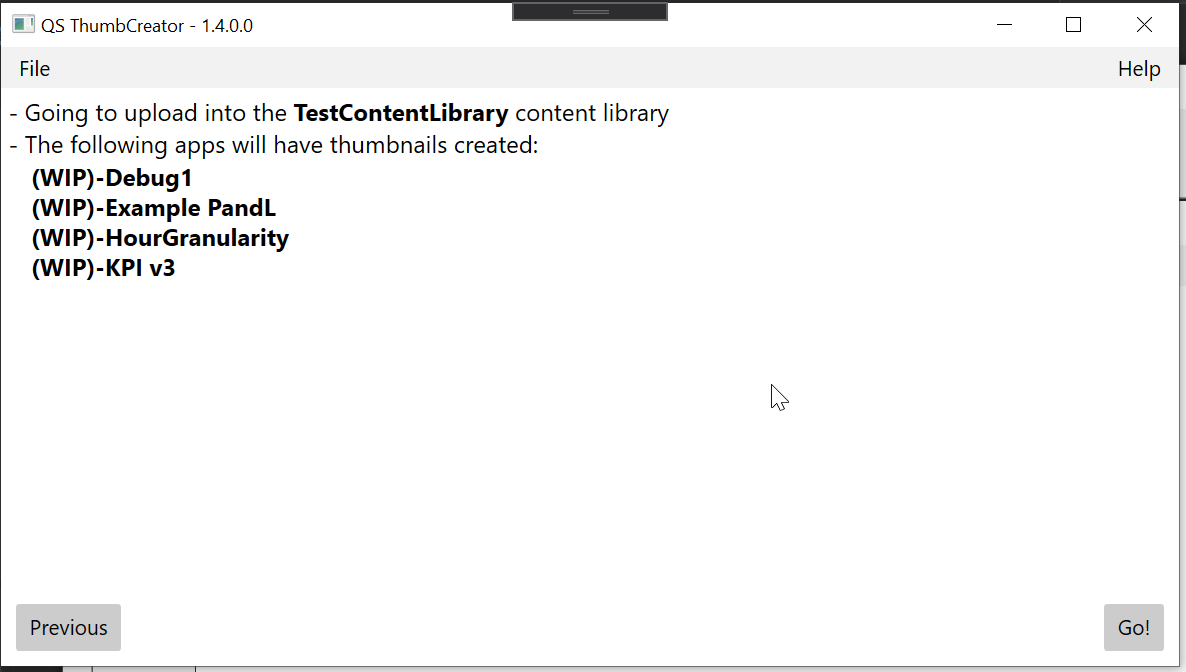 QS ThumbCreator - 1.4.0.0
File
Help
- Going to upload into the TestContentLibrary content library
- The following apps will have thumbnails created:
(WIP)-Debug1
(WIP)-Example PandL
(WIP)-HourGranularity
(WIP)-KPI v3
Previous
Go!